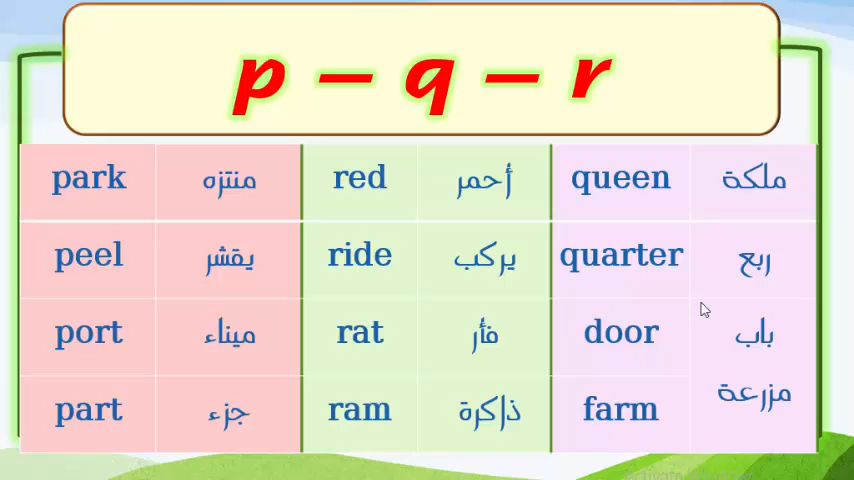 p – q – r
park منتزه red أحمر queen ملكة
peel يقشر ride يركب quarter ربع
port ميناء rat فأر door باب
part جزء ram ذاكرة farm مزرعة